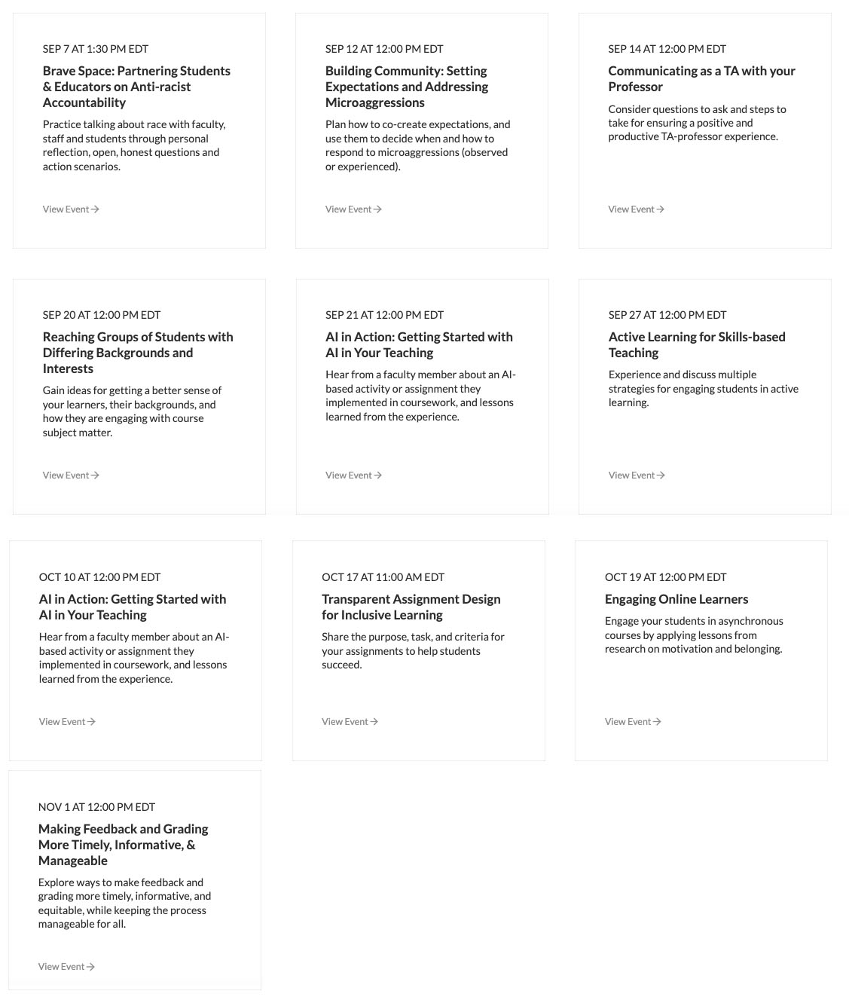 SEP 7 AT 1:30 PM EDT
Brave Space: Partnering Students
& Educators on Anti-racist
Accountability
Practice talking about race with faculty,
staff and students through personal
reflection, open, honest questions and
action scenarios.
View Event→
SEP 12 AT 12:00 PM EDT
Building Community: Setting
Expectations and Addressing
Microaggressions
Plan how to co-create expectations, and
use them to decide when and how to
respond to microaggressions (observed
or experienced).
View Event→
SEP 14 AT 12:00 PM EDT
Communicating as a TA with your
Professor
Consider questions to ask and steps to
take for ensuring a positive and
productive TA-professor experience.
View Event→
SEP 20 AT 12:00 PM EDT
Reaching Groups of Students with
Differing Backgrounds and
Interests
Gain ideas for getting a better sense of
your learners, their backgrounds, and
how they are engaging with course
subject matter.
View Event→
SEP 21 AT 12:00 PM EDT
AI in Action: Getting Started with
AI in Your Teaching
Hear from a faculty member about an AI-
based activity or assignment they
implemented in coursework, and lessons
learned from the experience.
View Event→
SEP 27 AT 12:00 PM EDT
Active Learning for Skills-based
Teaching
Experience and discuss multiple
strategies for engaging students in active
learning.
View Event→
OCT 10 AT 12:00 PM EDT
AI in Action: Getting Started with
AI in Your Teaching
Hear from a faculty member about an AI-
based activity or assignment they
implemented in coursework, and lessons
learned from the experience.
View Event→
OCT 17 AT 11:00 AM EDT
Transparent Assignment Design
for Inclusive Learning
Share the purpose, task, and criteria for
your assignments to help students
succeed.
View Event→
OCT 19 AT 12:00 PM EDT
Engaging Online Learners
Engage your students in asynchronous
courses by applying lessons from
research on motivation and belonging.
View Event→
NOV 1 AT 12:00 PM EDT
Making Feedback and Grading
More Timely, Informative, &
Manageable
Explore ways to make feedback and
grading more timely, informative, and
equitable, while keeping the process
manageable for all.
View Event→